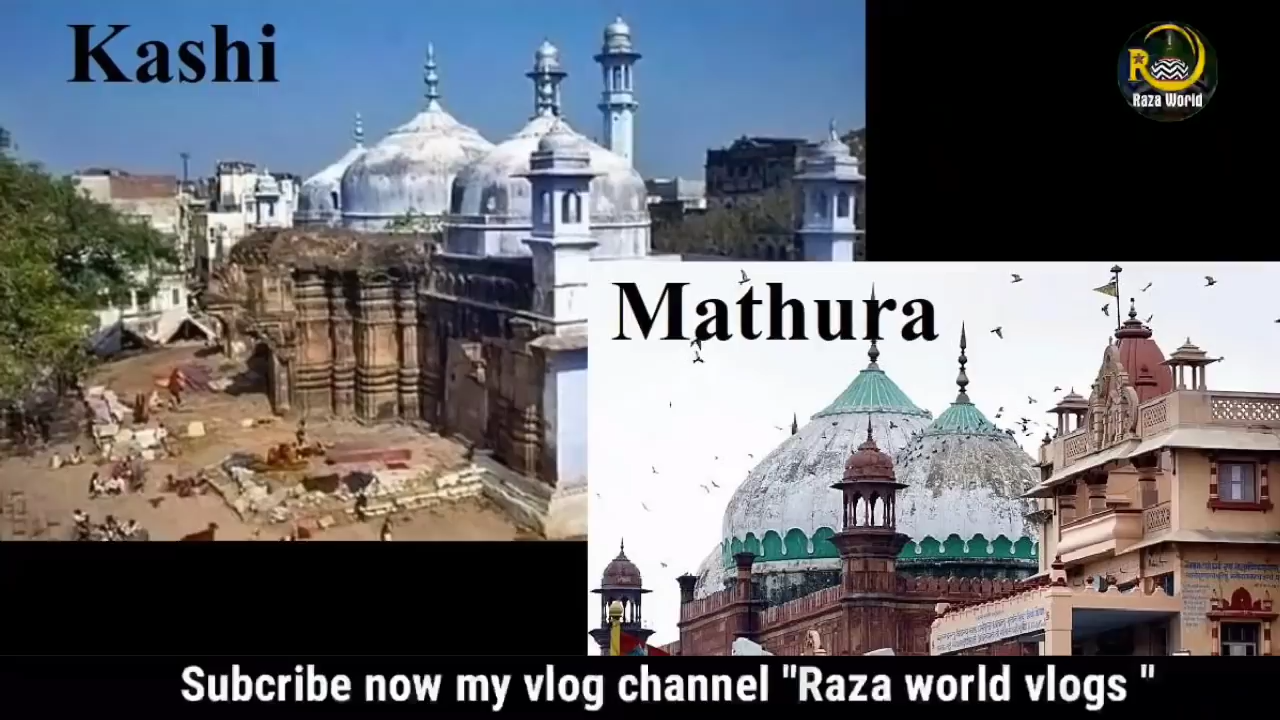 Kashi
R
Raza World
Mathura
Subcribe now my vlog channel "Raza world vlogs "